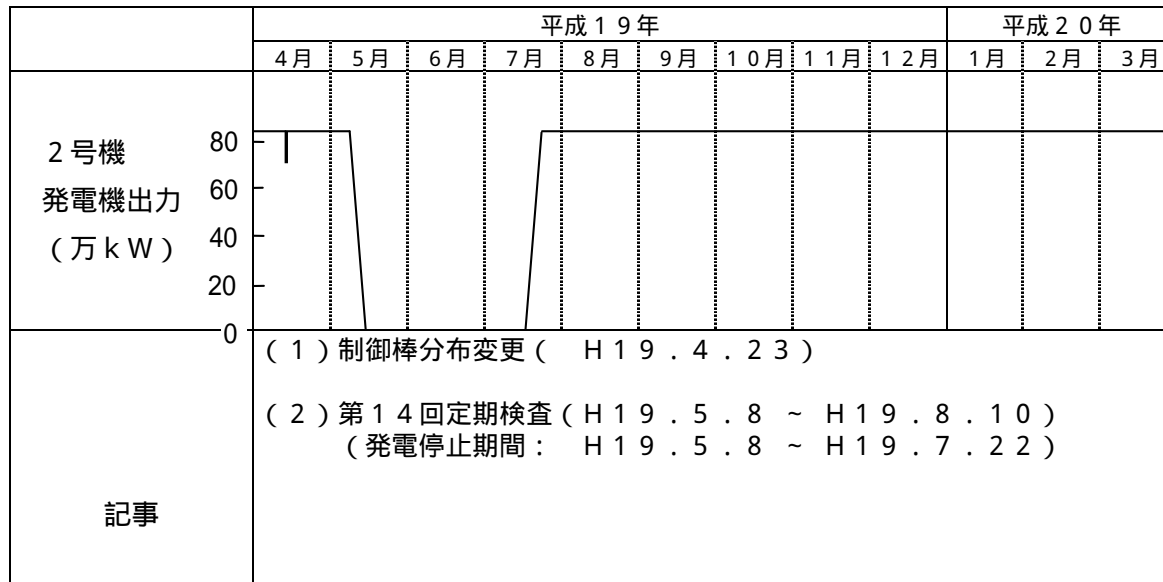 平成１９年 平成２０年
４月 ５月 ６月 ７月 ８月 ９月 １０月 １１月 １２月 １月 ２月 ３月
２号機
発電機出力
（万ｋＷ）
80
60
40
20
0
記事
（１）制御棒分布変更（　Ｈ１９．４．２３）
（２）第１４回定期検査（Ｈ１９．５．８　～　Ｈ１９．８．１０）
（発電停止期間：　Ｈ１９．５．８　～　Ｈ１９．７．２２）